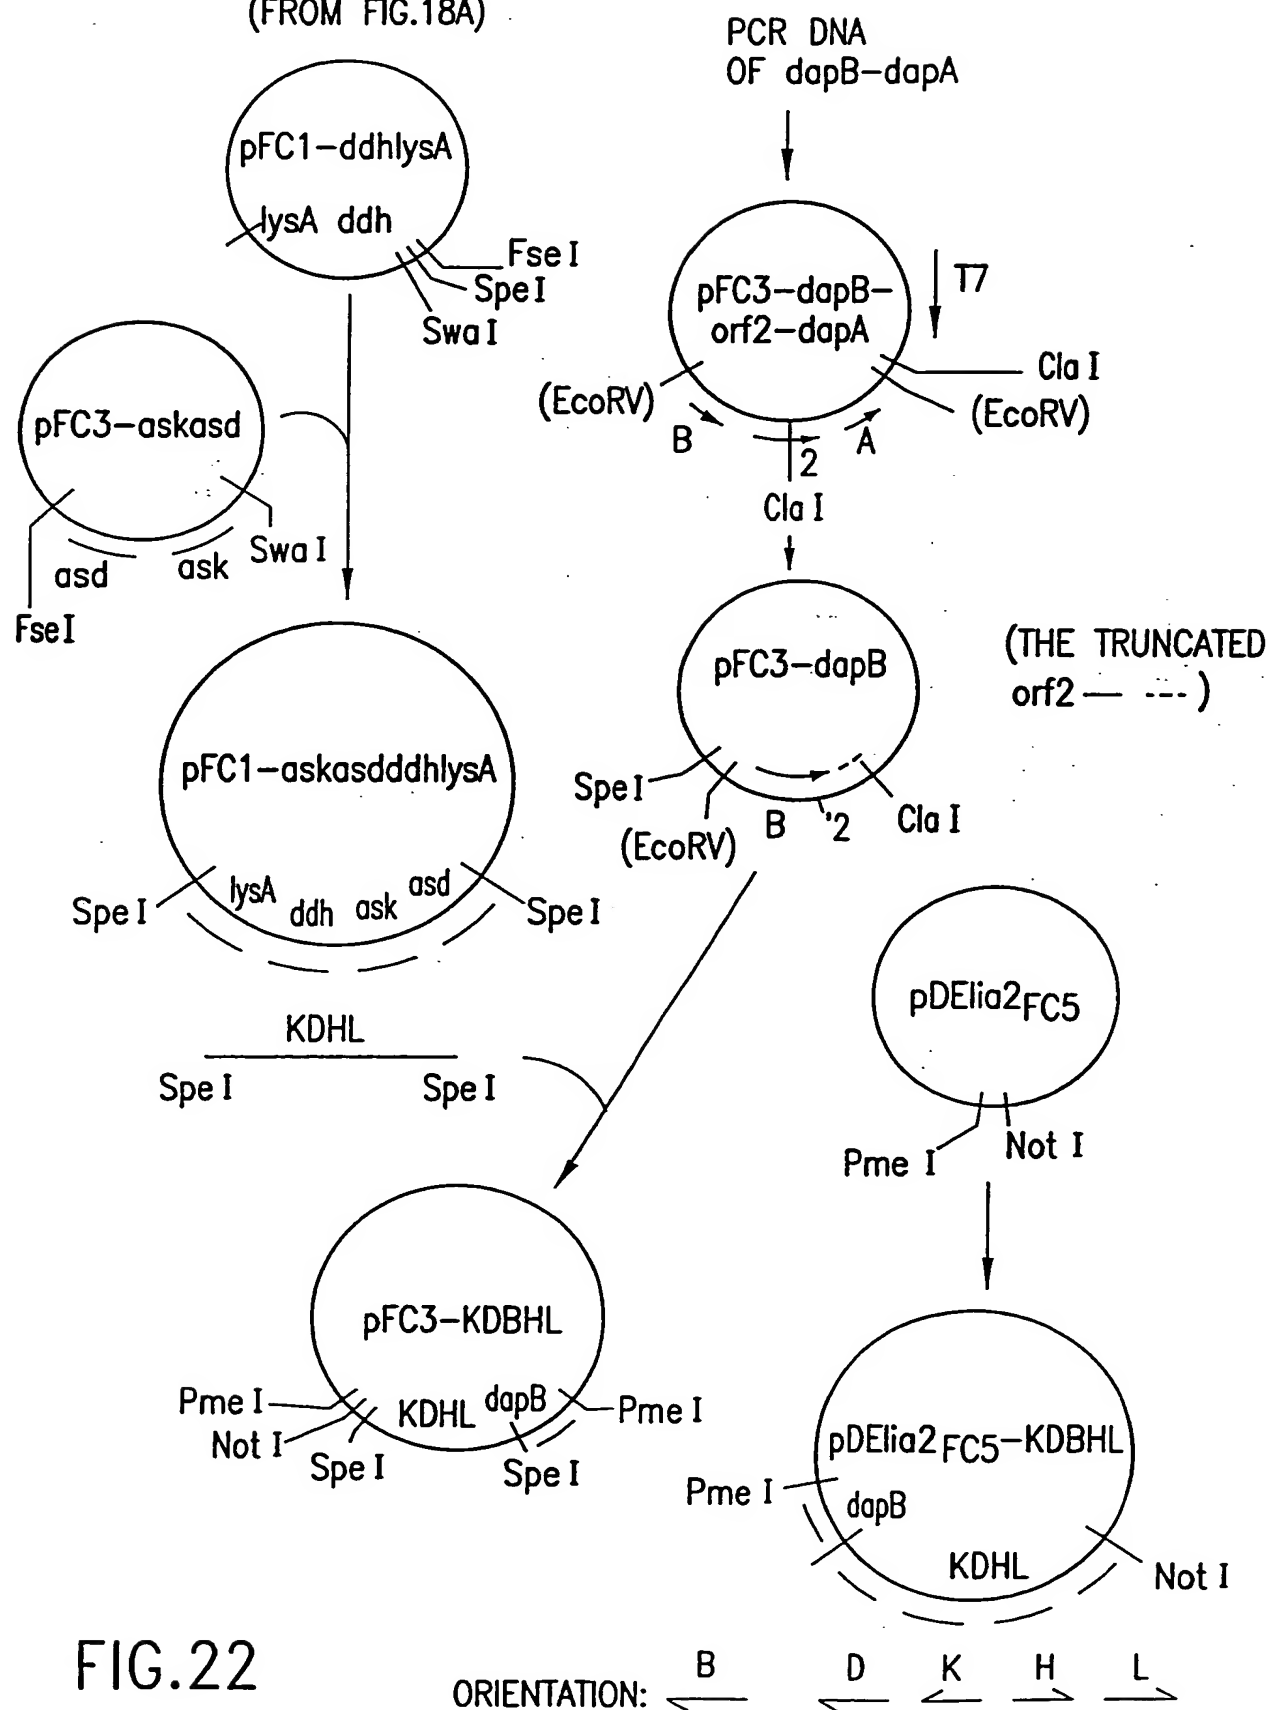 (FROM FIG.18A)
PCR DNA
OF dapB–dapA
pFC1–ddhlysA
lysA ddh
Fse I
Spe I
Swa I
pFC3–dapB–
orf2–dapA
T7
Cla I
(EcoRV)
(EcoRV)
B
2
A
Cla I
pFC3–askasd
Swa I
asd
ask
Fse I
pFC3–dapB
(THE TRUNCATED
orf2 — --- )
Spe I
(EcoRV)
B
'2
Cla I
pFC1–askasdddhlysA
Spe I
lysA
ddh
ask
asd
Spe I
pDElia2FC5
Pme I
Not I
KDHL
Spe I
Spe I
pFC3–KDBHL
Pme I
Not I
Spe I
KDHL
dapB
Spe I
Pme I
pDElia2FC5–KDBHL
Pme I
dapB
KDHL
Not I
FIG.22
ORIENTATION: B D K H L